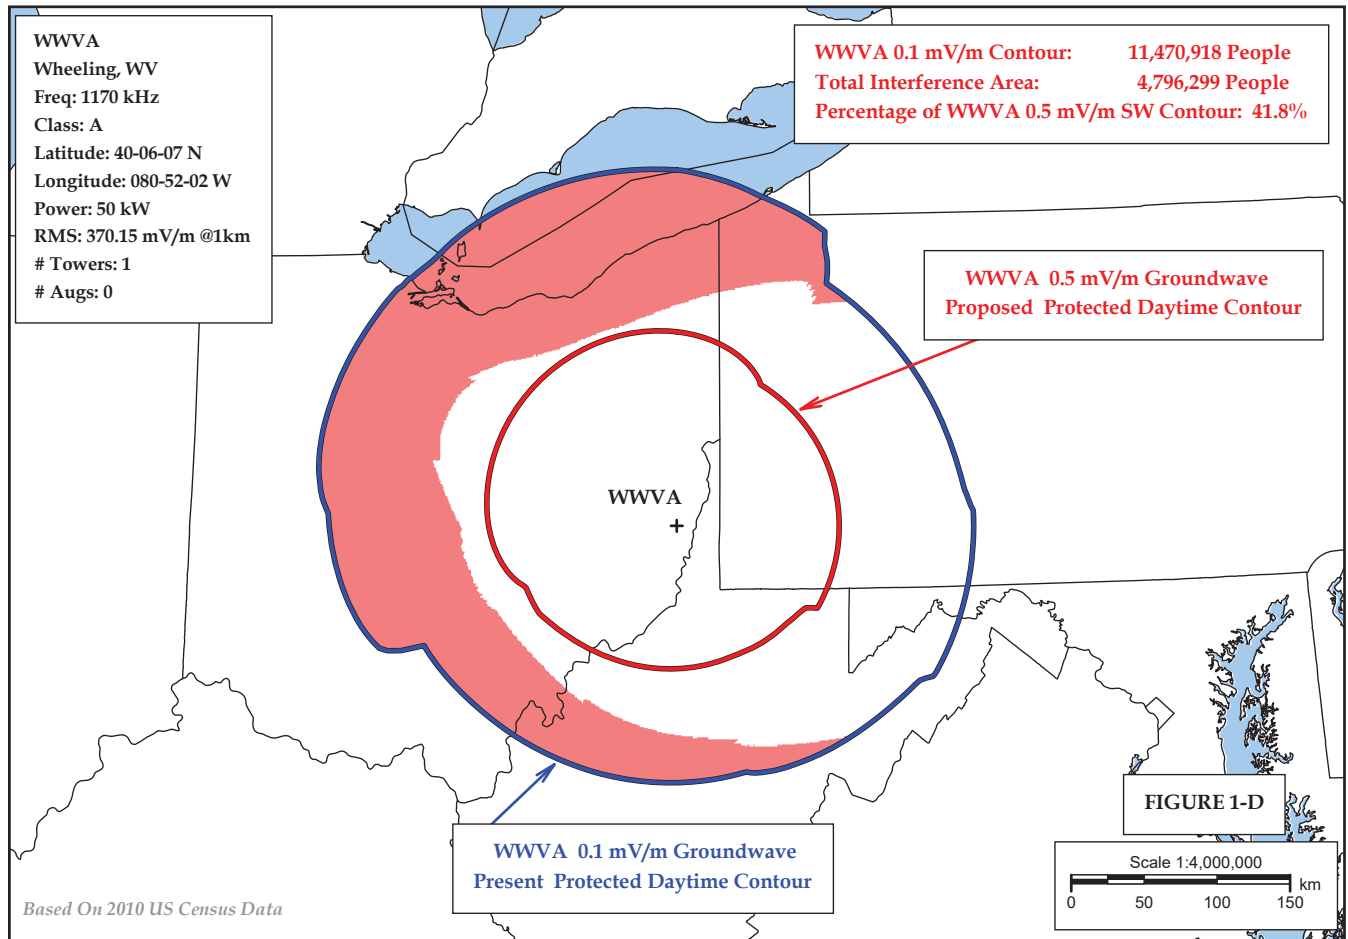 WWVA
Wheeling, WV
Freq: 1170 kHz
Class: A
Latitude: 40-06-07 N
Longitude: 080-52-02 W
Power: 50 kW
RMS: 370.15 mV/m @1km
# Towers: 1
# Augs: 0
WWVA 0.1 mV/m Contour: 11,470,918 People
Total Interference Area: 4,796,299 People
Percentage of WWVA 0.5 mV/m SW Contour: 41.8%
WWVA 0.5 mV/m Groundwave
Proposed Protected Daytime Contour
WWVA
WWVA 0.1 mV/m Groundwave
Present Protected Daytime Contour
FIGURE 1-D
Scale 1:4,000,000
km
0 50 100 150
Based On 2010 US Census Data